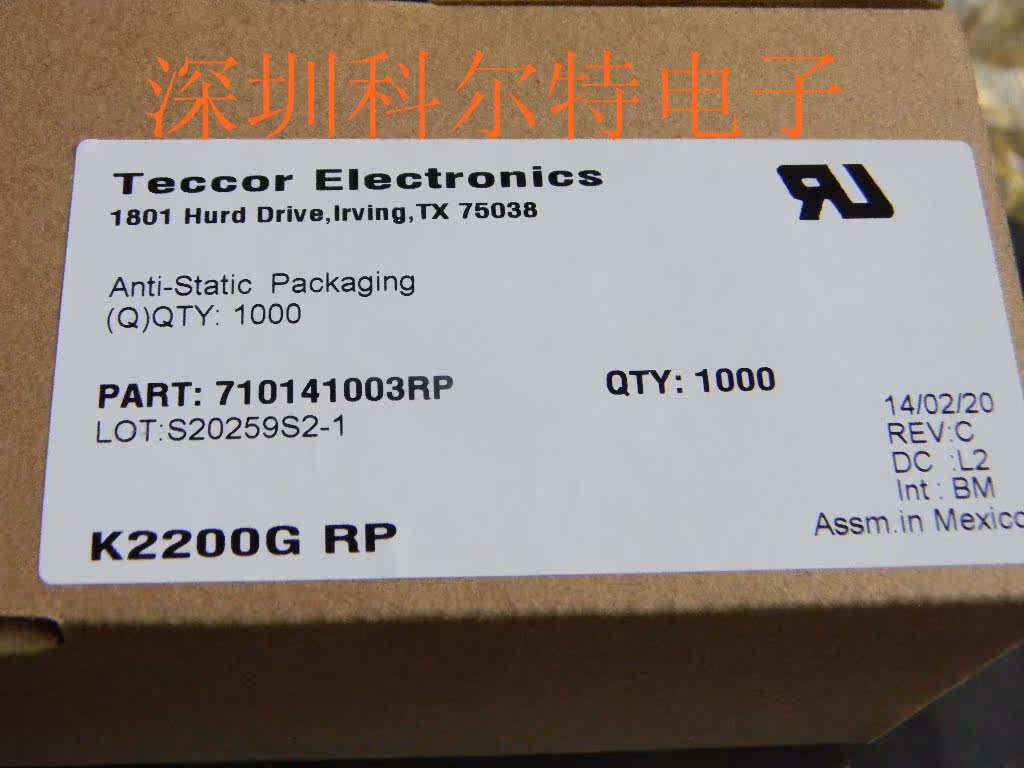 深圳科尔特电子
Teccor Electronics
1801 Hurd Drive,Irving,TX 75038
Anti-Static Packaging
(Q)QTY: 1000
PART: 710141003RP
QTY: 1000
LOT:S20259S2-1
14/02/20
REV:C
DC :L2
Int : BM
Assm.in Mexico
K2200G RP